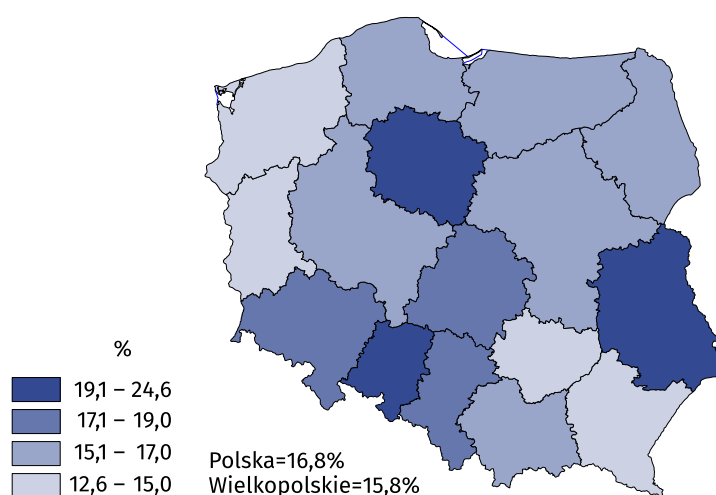 %
19,1 – 24,6
17,1 – 19,0
15,1 – 17,0
12,6 – 15,0
Polska=16,8%
Wielkopolskie=15,8%